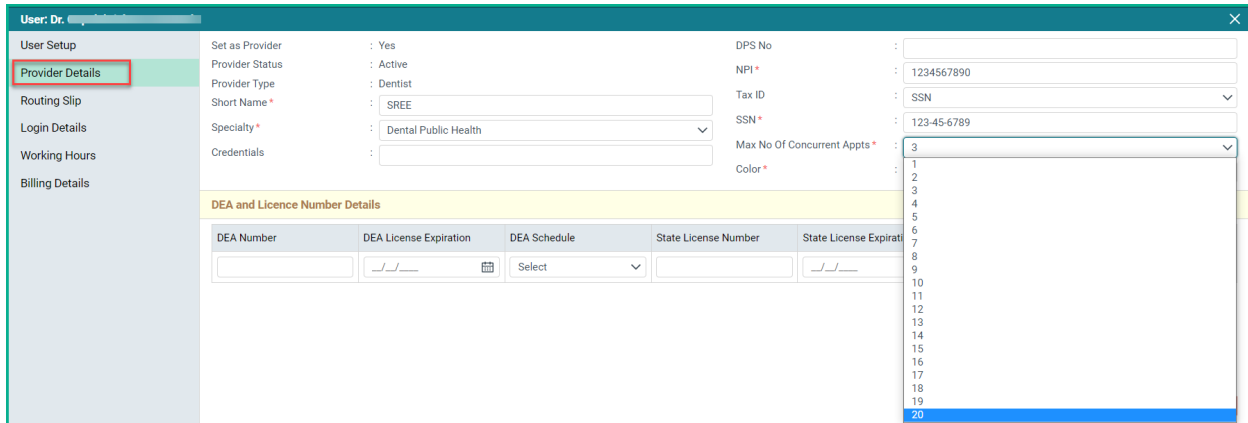 User: Dr.
User Setup
Provider Details
Routing Slip
Login Details
Working Hours
Billing Details
Set as Provider : Yes
Provider Status : Active
Provider Type : Dentist
Short Name * : SREE
Specialty * : Dental Public Health
Credentials :
DPS No :
NPI * : 1234567890
Tax ID : SSN
SSN * : 123-45-6789
Max No Of Concurrent Appts * : 3
Color * :
1
2
3
4
5
6
7
8
9
10
11
12
13
14
15
16
17
18
19
20
DEA and Licence Number Details
DEA Number DEA License Expiration DEA Schedule State License Number State License Expirati
__/__/____ Select __/__/____